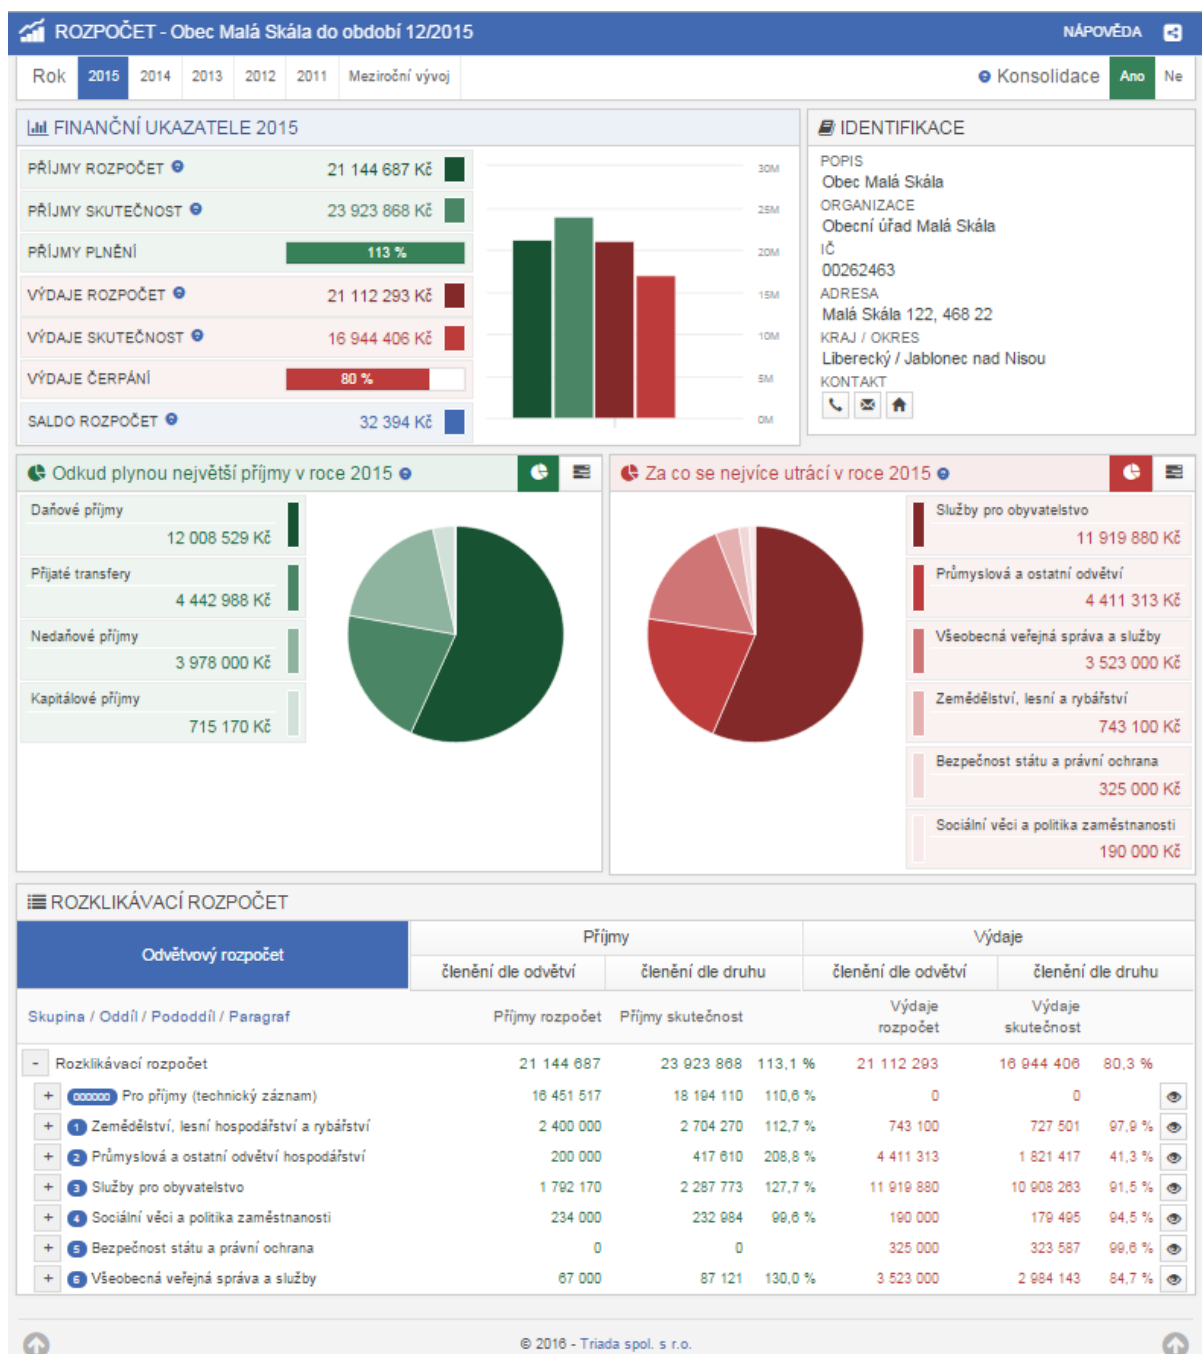 ROZPOČET - Obec Malá Skála do období 12/2015
NÁPOVĚDA
Rok 2015 2014 2013 2012 2011 Meziroční vývoj
Konsolidace Ano Ne
FINANČNÍ UKAZATELE 2015
PŘÍJMY ROZPOČET 21 144 687 Kč
PŘÍJMY SKUTEČNOST 23 923 868 Kč
PŘÍJMY PLNĚNÍ 113 %
VÝDAJE ROZPOČET 21 112 293 Kč
VÝDAJE SKUTEČNOST 16 944 406 Kč
VÝDAJE ČERPÁNÍ 80 %
SALDO ROZPOČET 32 394 Kč
30M
25M
20M
15M
10M
5M
0M
IDENTIFIKACE
POPIS
Obec Malá Skála
ORGANIZACE
Obecní úřad Malá Skála
IČ
00262463
ADRESA
Malá Skála 122, 468 22
KRAJ / OKRES
Liberecký / Jablonec nad Nisou
KONTAKT
Odkud plynou největší příjmy v roce 2015
Daňové příjmy
12 008 529 Kč
Přijaté transfery
4 442 988 Kč
Nedaňové příjmy
3 978 000 Kč
Kapitálové příjmy
715 170 Kč
Za co se nejvíce utrácí v roce 2015
Služby pro obyvatelstvo
11 919 880 Kč
Průmyslová a ostatní odvětví
4 411 313 Kč
Všeobecná veřejná správa a služby
3 523 000 Kč
Zemědělství, lesní a rybářství
743 100 Kč
Bezpečnost státu a právní ochrana
325 000 Kč
Sociální věci a politika zaměstnanosti
190 000 Kč
ROZKLIKÁVACÍ ROZPOČET
Odvětvový rozpočet
Příjmy
Výdaje
členění dle odvětví členění dle druhu členění dle odvětví členění dle druhu
Skupina / Oddíl / Pododdíl / Paragraf Příjmy rozpočet Příjmy skutečnost Výdaje rozpočet Výdaje skutečnost
- Rozklikávací rozpočet 21 144 687 23 923 868 113,1 % 21 112 293 16 944 406 80,3 %
+ 000000 Pro příjmy (technický záznam) 16 451 517 18 194 110 110,6 % 0 0
+ 1 Zemědělství, lesní hospodářství a rybářství 2 400 000 2 704 270 112,7 % 743 100 727 501 97,9 %
+ 2 Průmyslová a ostatní odvětví hospodářství 200 000 417 610 208,8 % 4 411 313 1 821 417 41,3 %
+ 3 Služby pro obyvatelstvo 1 792 170 2 287 773 127,7 % 11 919 880 10 908 263 91,5 %
+ 4 Sociální věci a politika zaměstnanosti 234 000 232 984 99,6 % 190 000 179 495 94,5 %
+ 5 Bezpečnost státu a právní ochrana 0 0 325 000 323 587 99,6 %
+ 6 Všeobecná veřejná správa a služby 67 000 87 121 130,0 % 3 523 000 2 984 143 84,7 %
© 2016 - Triada spol. s r.o.